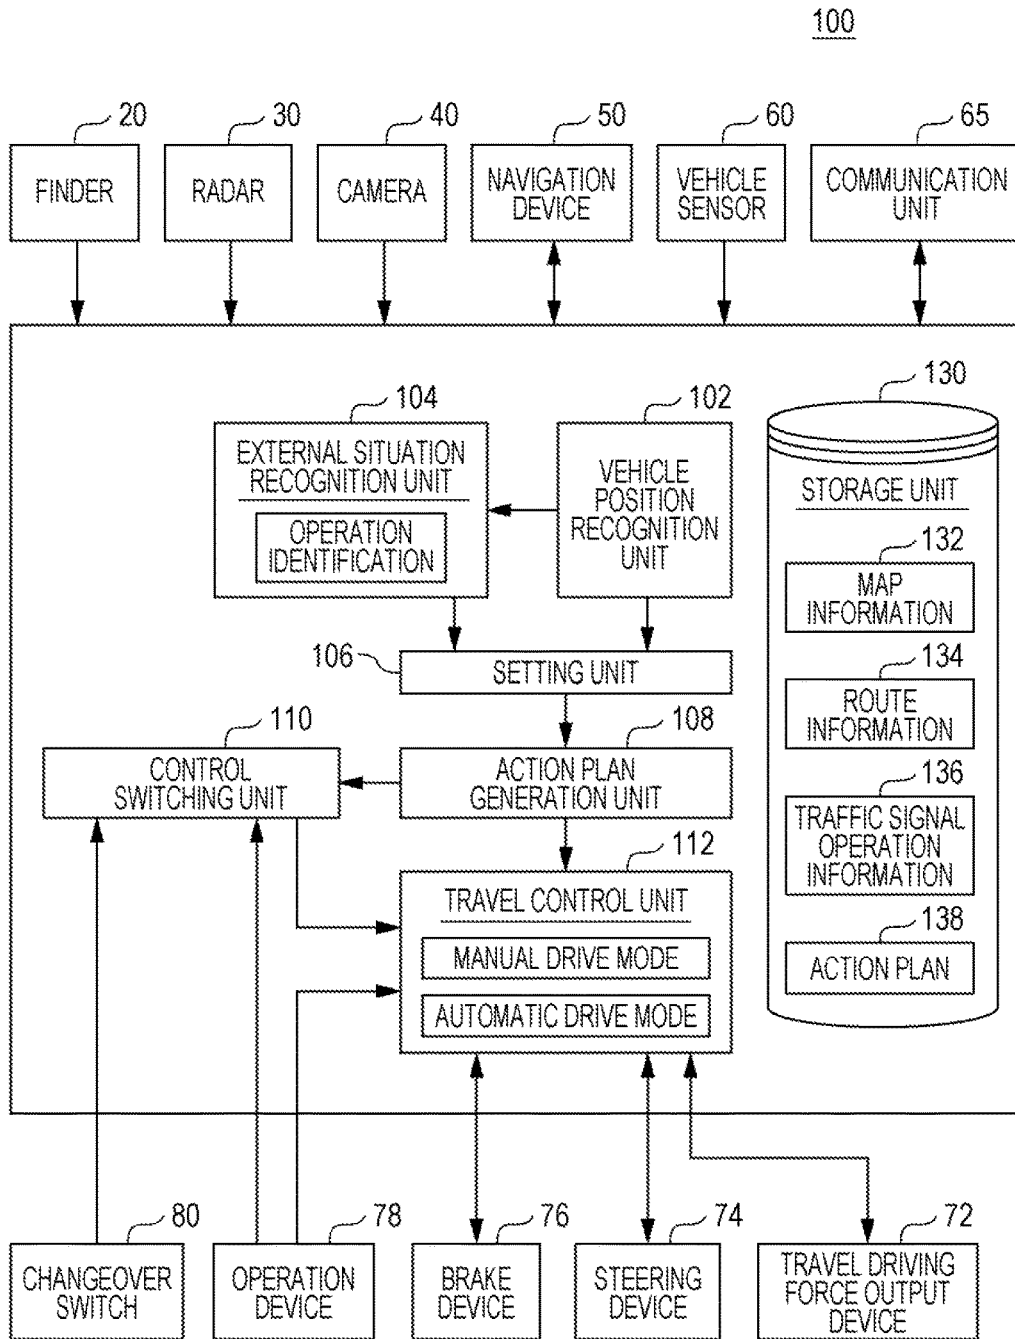 100
20
30
40
50
60
65
FINDER
RADAR
CAMERA
NAVIGATION
DEVICE
VEHICLE
SENSOR
COMMUNICATION
UNIT
104
102
130
EXTERNAL SITUATION
RECOGNITION UNIT
OPERATION
IDENTIFICATION
VEHICLE
POSITION
RECOGNITION
UNIT
STORAGE UNIT
132
MAP
INFORMATION
106
SETTING UNIT
134
ROUTE
INFORMATION
110
108
CONTROL
SWITCHING UNIT
ACTION PLAN
GENERATION UNIT
136
TRAFFIC SIGNAL
OPERATION
INFORMATION
112
TRAVEL CONTROL UNIT
MANUAL DRIVE MODE
AUTOMATIC DRIVE MODE
138
ACTION PLAN
80
78
76
74
72
CHANGEOVER
SWITCH
OPERATION
DEVICE
BRAKE
DEVICE
STEERING
DEVICE
TRAVEL DRIVING
FORCE OUTPUT
DEVICE